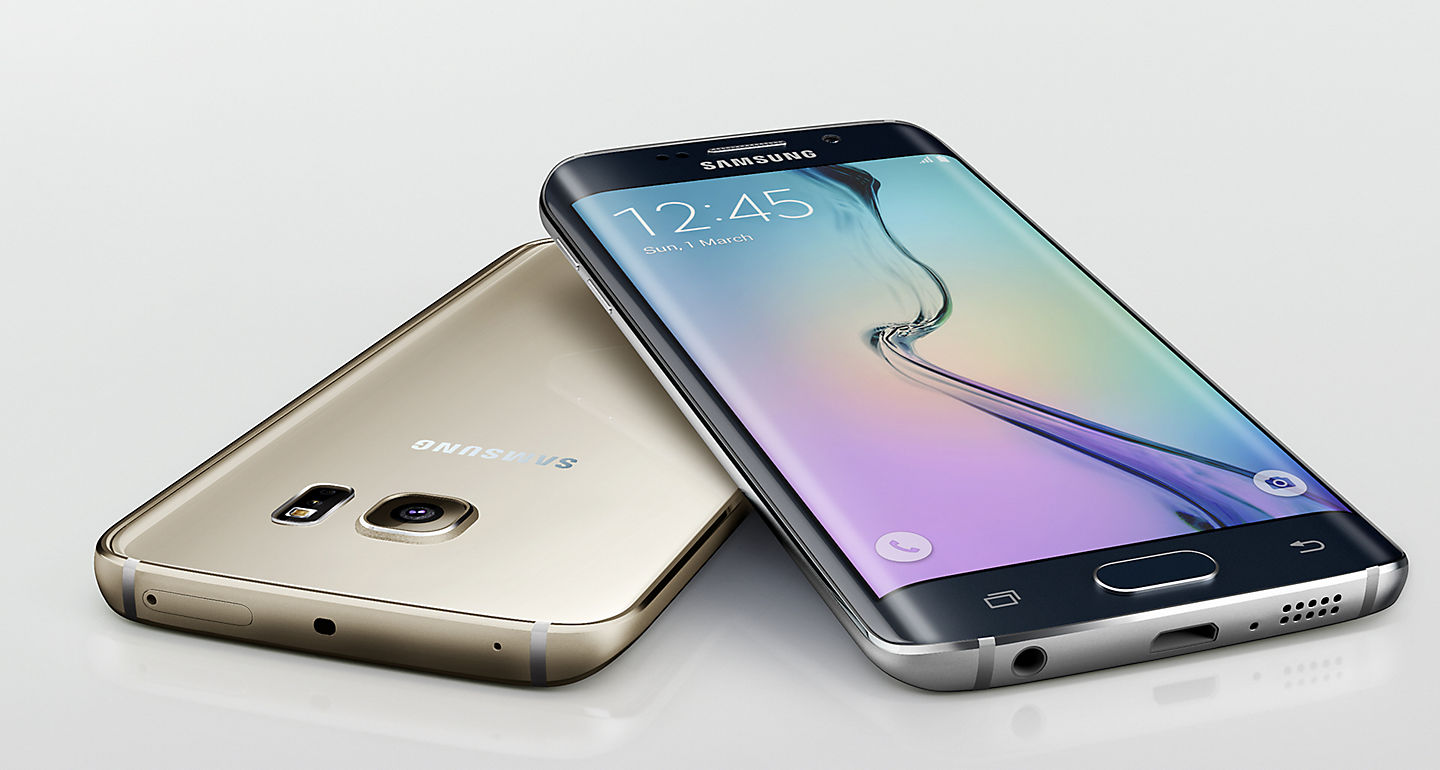 SAMSUNG
12:45
Sun, 1 March
SAMSUNG